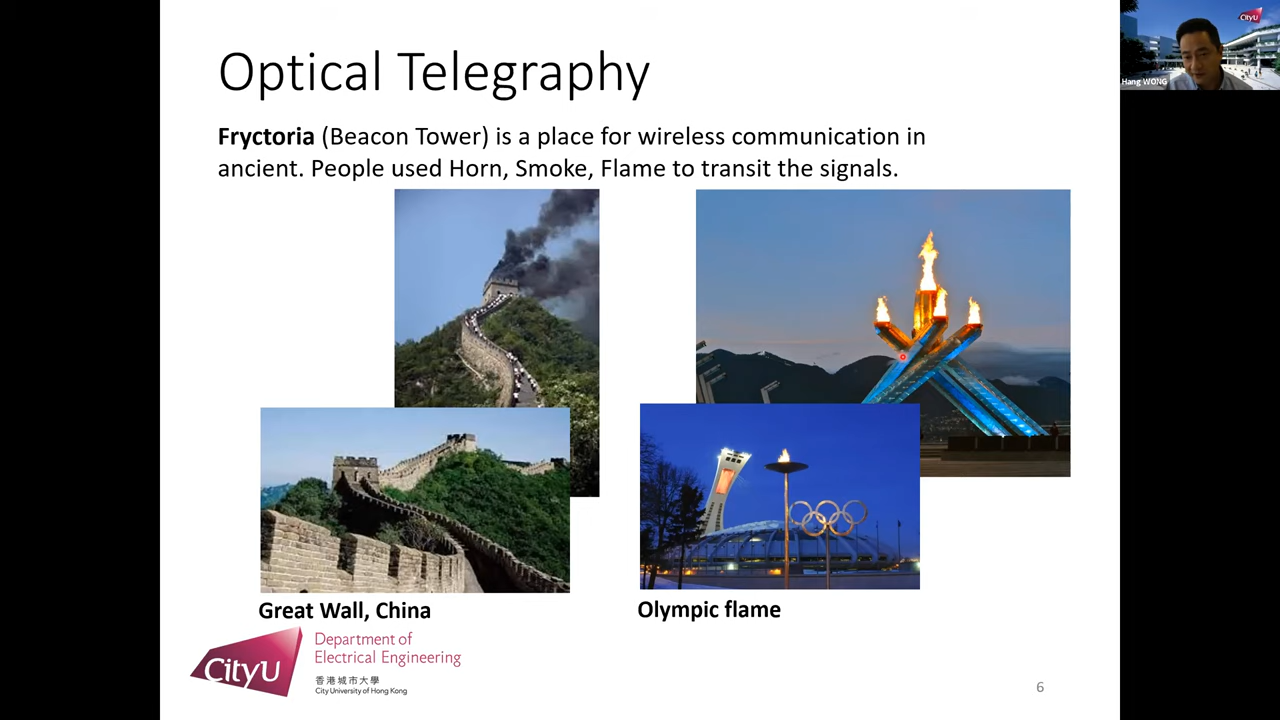 Optical Telegraphy
Fryctoria (Beacon Tower) is a place for wireless communication in
ancient. People used Horn, Smoke, Flame to transit the signals.
Great Wall, China
Olympic flame
CityU
Department of
Electrical Engineering
香港城市大學
City University of Hong Kong
6
CityU
Hang WONG